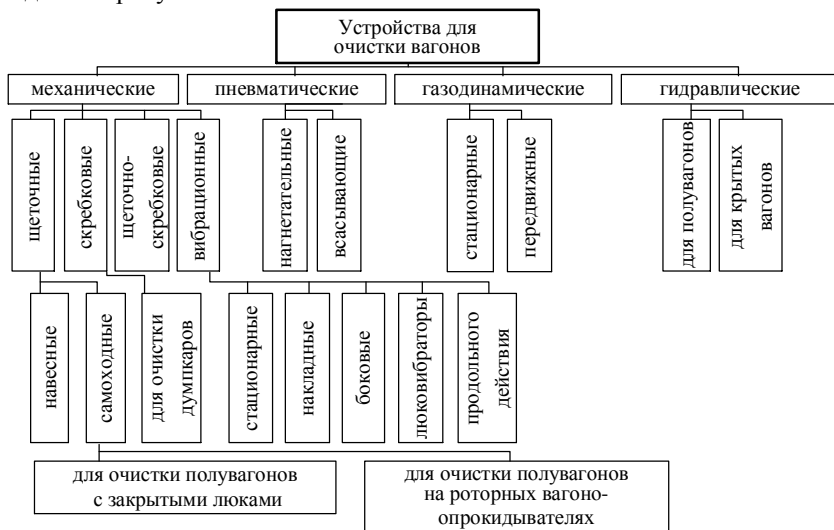 Устройства для
очистки вагонов
механические
пневматические
газодинамические
гидравлические
щеточные
скребковые
щеточно-
скребковые
вибрационные
нагнетательные
всасывающие
стационарные
передвижные
для полувагонов
для крытых
вагонов
навесные
самоходные
для очистки
думпкаров
стационарные
накладные
боковые
люковибраторы
продольного
действия
для очистки полувагонов
с закрытыми люками
для очистки полувагонов
на роторных вагоно-
опрокидывателях